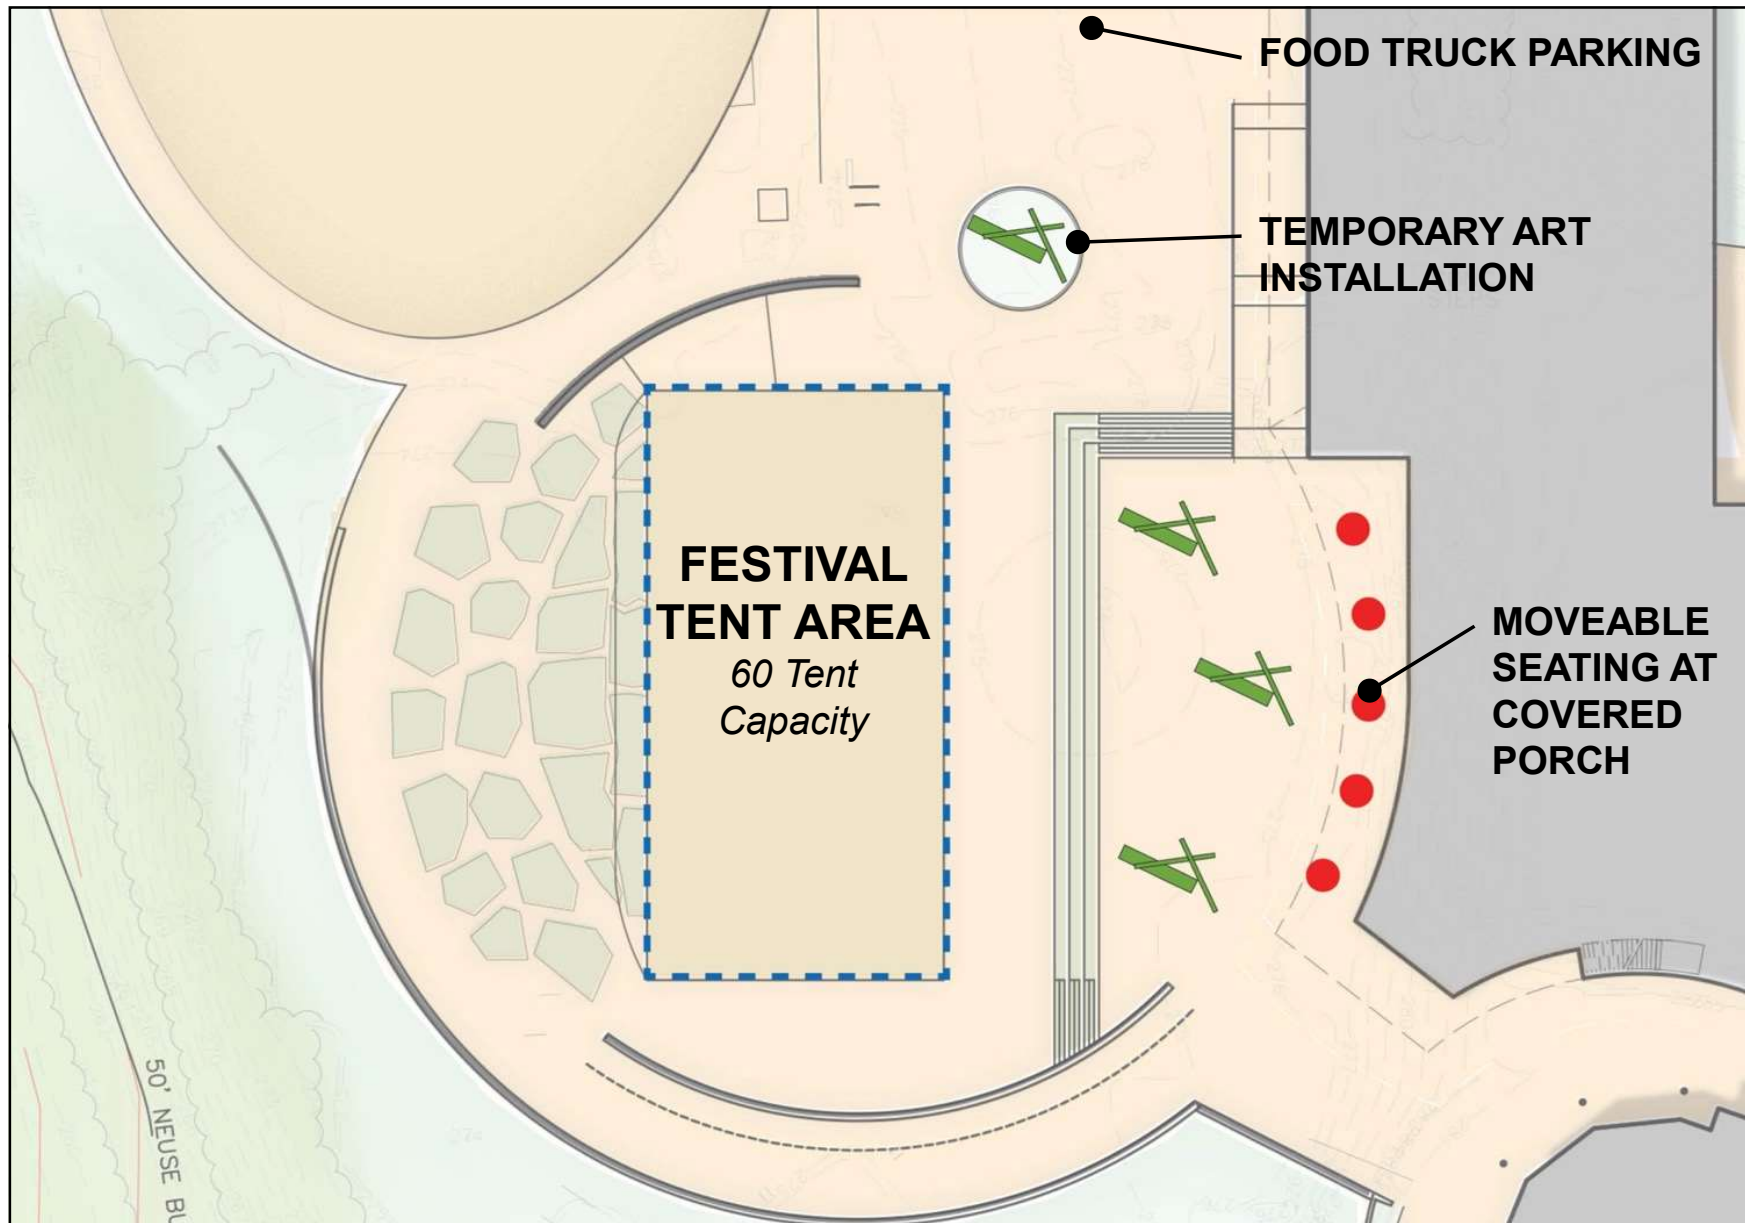 FOOD TRUCK PARKING
TEMPORARY ART
INSTALLATION
STEPS
FESTIVAL
TENT AREA
60 Tent
Capacity
MOVEABLE
SEATING AT
COVERED
PORCH
50' NEUSE